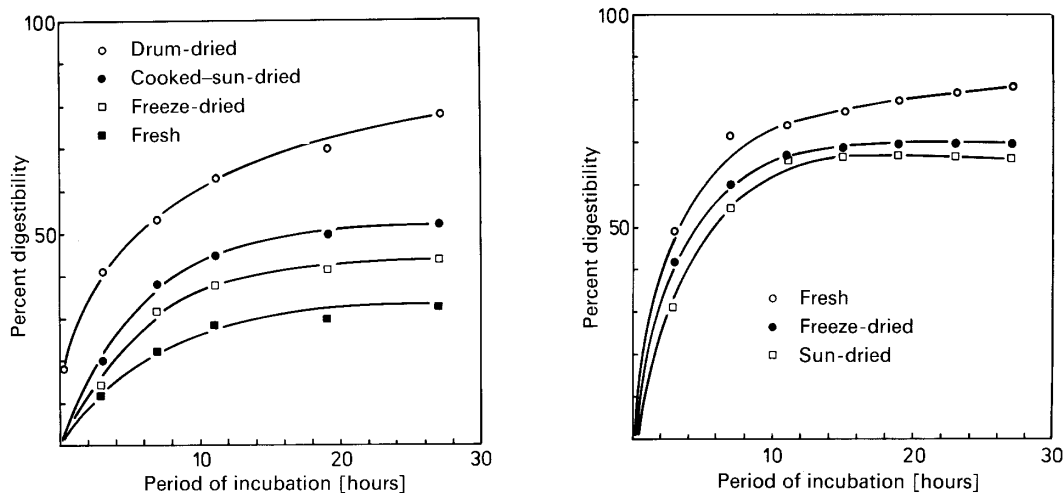 100
Drum-dried
Cooked–sun-dried
Freeze-dried
Fresh
50
Percent digestibility
10
20
30
Period of incubation [hours]
100
50
Percent digestibility
Fresh
Freeze-dried
Sun-dried
10
20
30
Period of incubation [hours]